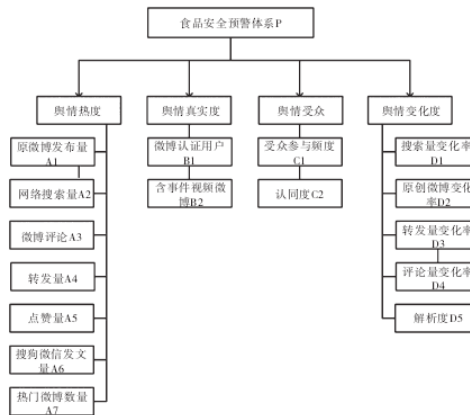 食品安全预警体系P
舆情热度
舆情真实度
舆情受众
舆情变化度
原微博发布量
A1
网络搜索量A2
微博评论A3
转发量A4
点赞量A5
搜狗微信发文
量A6
热门微博数量
A7
微博认证用户
B1
含事件视频微
博B2
受众参与频度
C1
认同度C2
搜索量变化率
D1
原创微博变化
率D2
转发量变化率
D3
评论量变化率
D4
解析度D5